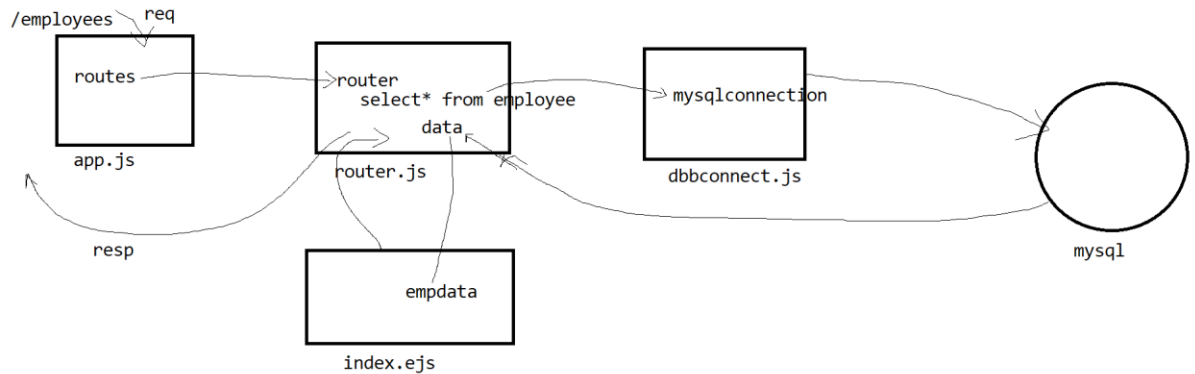 /employees
req
routes
app.js
resp
router
select* from employee
data
router.js
empdata
index.ejs
mysqlconnection
dbbconnect.js
mysql